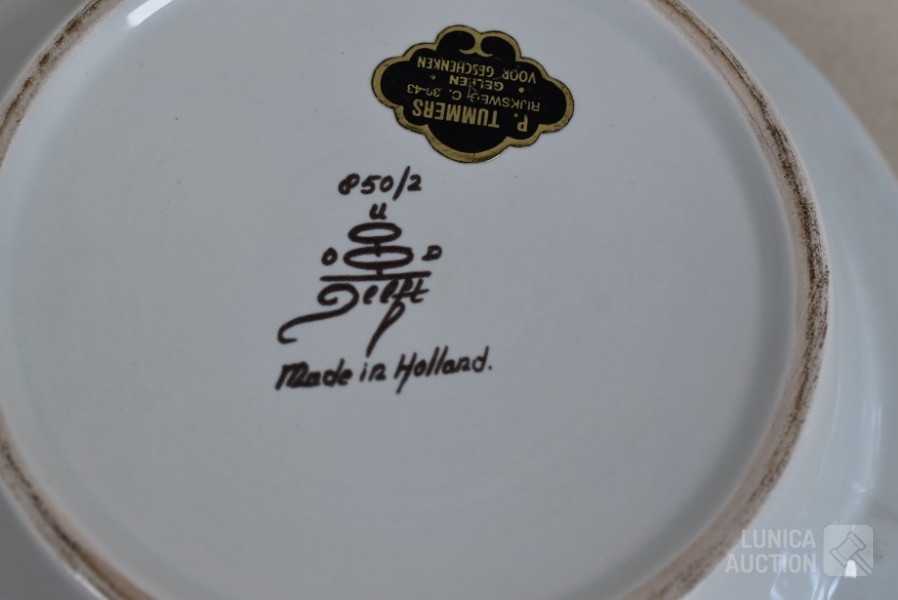 P. TUMMERS
RIJKSWEG C. 39-43
• GELEEN •
VOOR GESCHENKEN
850/2
U
O D
Delft
Made in Holland.
LUNICA
AUCTION